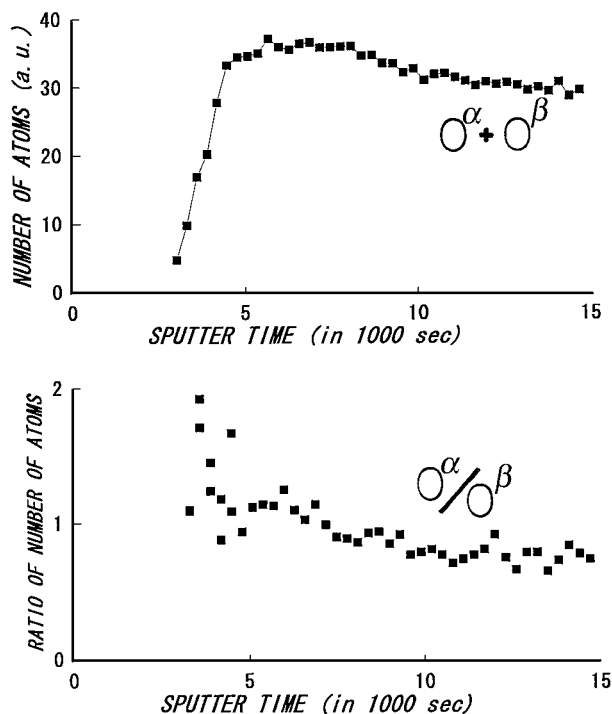 NUMBER OF ATOMS (a.u.)
40
30
20
10
0
Oα + Oβ
0
5
10
15
SPUTTER TIME (in 1000 sec)
RATIO OF NUMBER OF ATOMS
2
1
0
Oα/Oβ
0
5
10
15
SPUTTER TIME (in 1000 sec)